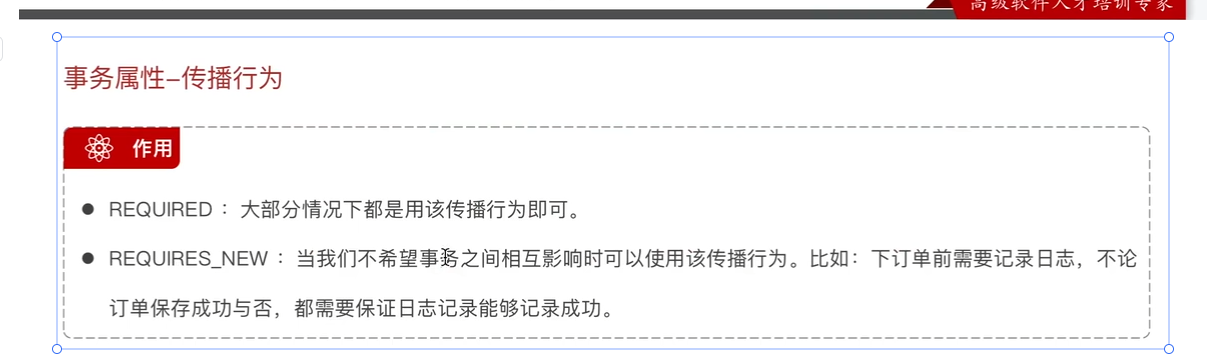 高级软件人才培训专家
事务属性–传播行为
作用
● REQUIRED ：大部分情况下都是用该传播行为即可。
● REQUIRES_NEW ：当我们不希望事务之间相互影响时可以使用该传播行为。比如：下订单前需要记录日志，不论
订单保存成功与否，都需要保证日志记录能够记录成功。